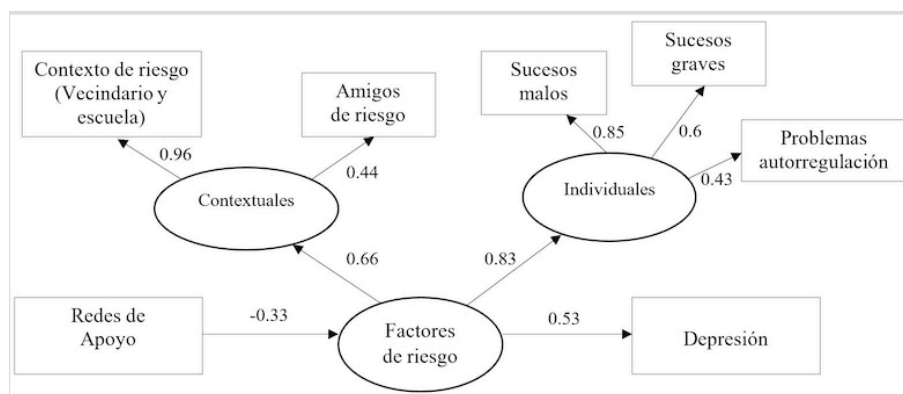 Contexto de riesgo
(Vecindario y
escuela)
Amigos
de riesgo
Sucesos
malos
Sucesos
graves
Problemas
autorregulación
0.96
0.44
0.85
0.6
0.43
Contextuales
Individuales
0.66
0.83
Redes de
Apoyo
-0.33
Factores
de riesgo
0.53
Depresión